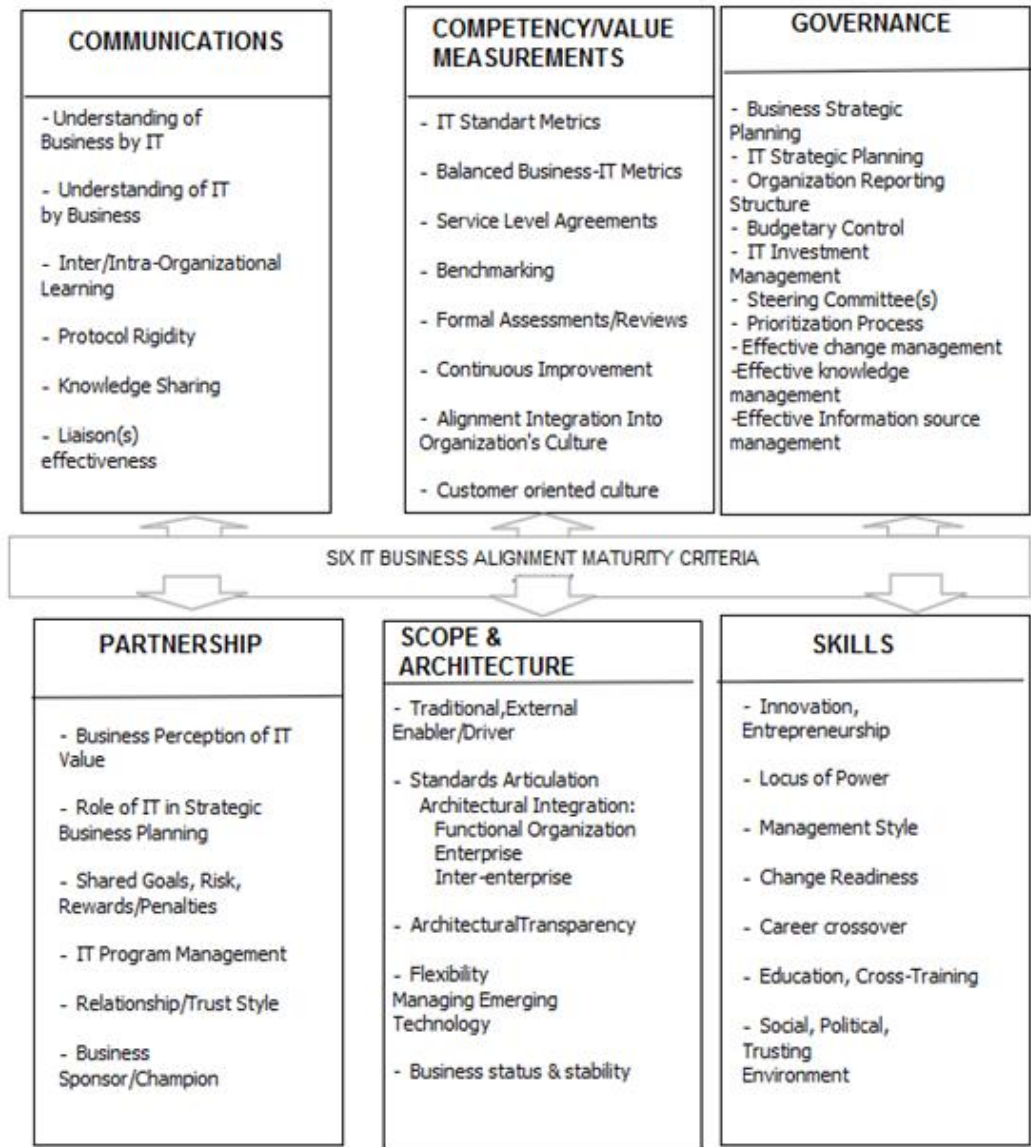 COMMUNICATIONS
- Understanding of
Business by IT
- Understanding of IT
by Business
- Inter/Intra-Organizational
Learning
- Protocol Rigidity
- Knowledge Sharing
- Liaison(s)
effectiveness
COMPETENCY/VALUE
MEASUREMENTS
- IT Standart Metrics
- Balanced Business-IT Metrics
- Service Level Agreements
- Benchmarking
- Formal Assessments/Reviews
- Continuous Improvement
- Alignment Integration Into
Organization's Culture
- Customer oriented culture
GOVERNANCE
- Business Strategic
Planning
- IT Strategic Planning
- Organization Reporting
Structure
- Budgetary Control
- IT Investment
Management
- Steering Committee(s)
- Prioritization Process
- Effective change management
-Effective knowledge
management
-Effective Information source
management
SIX IT BUSINESS ALIGNMENT MATURITY CRITERIA
PARTNERSHIP
- Business Perception of IT
Value
- Role of IT in Strategic
Business Planning
- Shared Goals, Risk,
Rewards/Penalties
- IT Program Management
- Relationship/Trust Style
- Business
Sponsor/Champion
SCOPE &
ARCHITECTURE
- Traditional,External
Enabler/Driver
- Standards Articulation
Architectural Integration:
Functional Organization
Enterprise
Inter-enterprise
- ArchitecturalTransparency
- Flexibility
Managing Emerging
Technology
- Business status & stability
SKILLS
- Innovation,
Entrepreneurship
- Locus of Power
- Management Style
- Change Readiness
- Career crossover
- Education, Cross-Training
- Social, Political,
Trusting
Environment